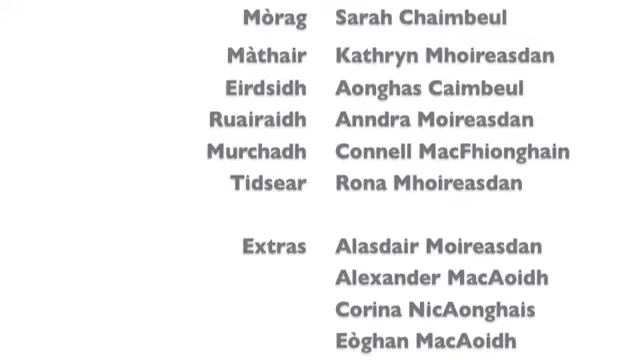 Mòrag Sarah Chaimbeul
Màthair Kathryn Mhoireasdan
Eirdsidh Aonghas Caimbeul
Ruairaidh Anndra Moireasdan
Murchadh Connell MacFhionghain
Tidsear Rona Mhoireasdan
Extras Alasdair Moireasdan
Alexander MacAoidh
Corina NicAonghais
Eòghan MacAoidh